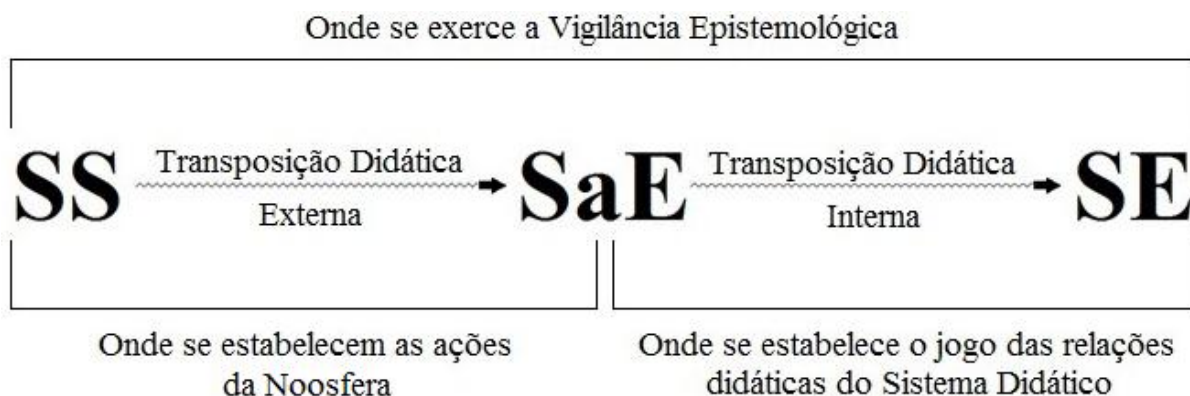 Onde se exerce a Vigilância Epistemológica
SS Transposição Didática Externa SaE Transposição Didática Interna SE
Onde se estabelecem as ações
da Noosfera
Onde se estabelece o jogo das relações
didáticas do Sistema Didático